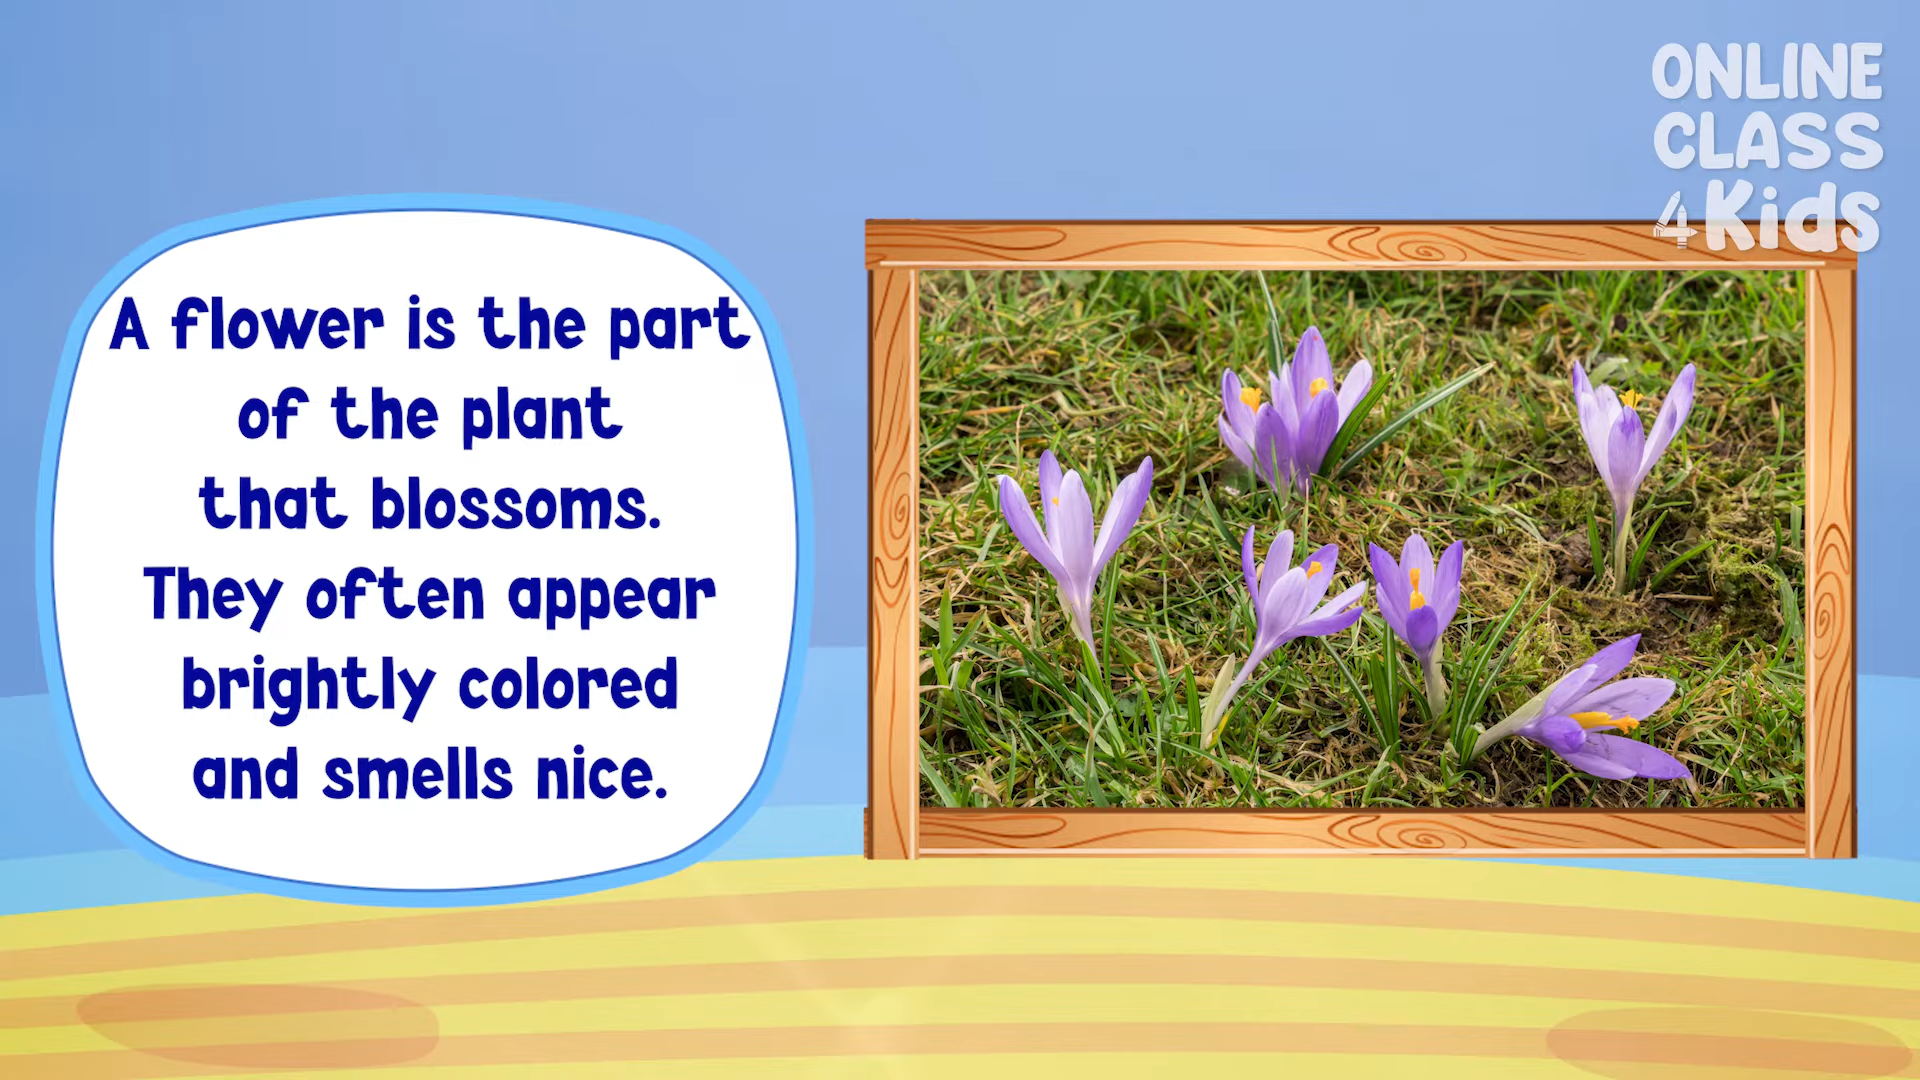 A flower is the part
of the plant
that blossoms.
They often appear
brightly colored
and smells nice.
ONLINE
CLASS
4Kids